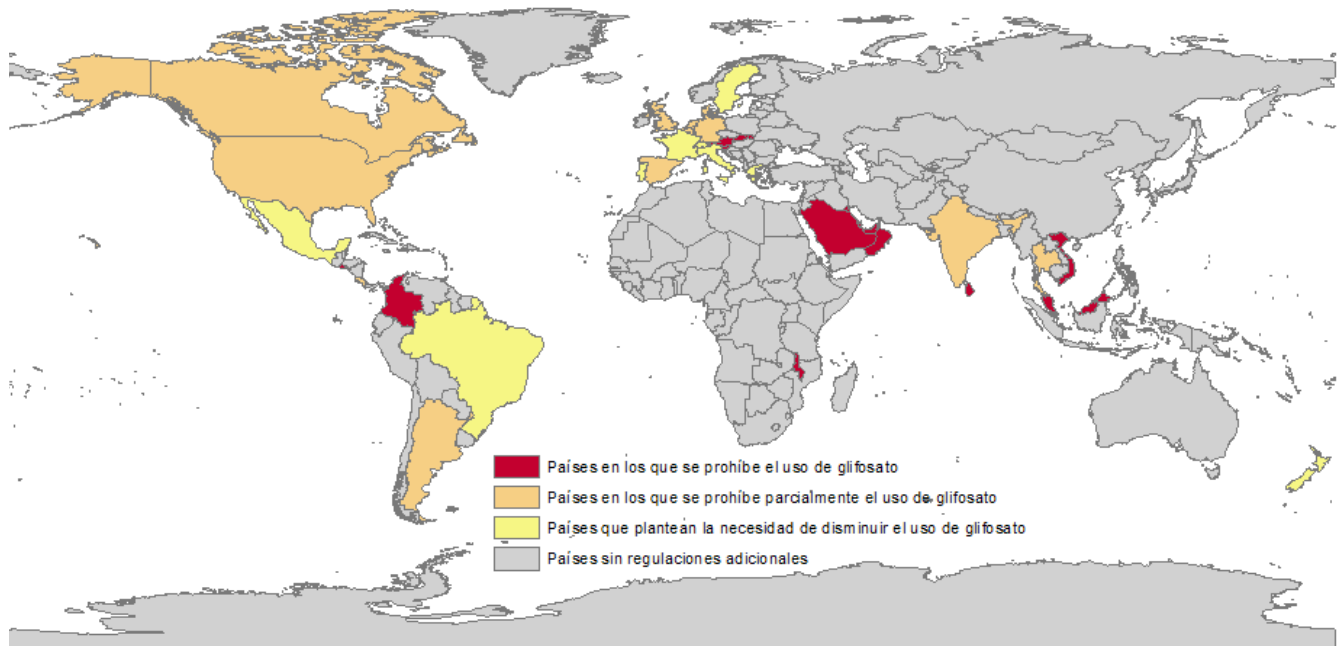 Países en los que se prohíbe el uso de glifosato
Países en los que se prohíbe parcialmente el uso de glifosato
Países que plantean la necesidad de disminuir el uso de glifosato
Países sin regulaciones adicionales